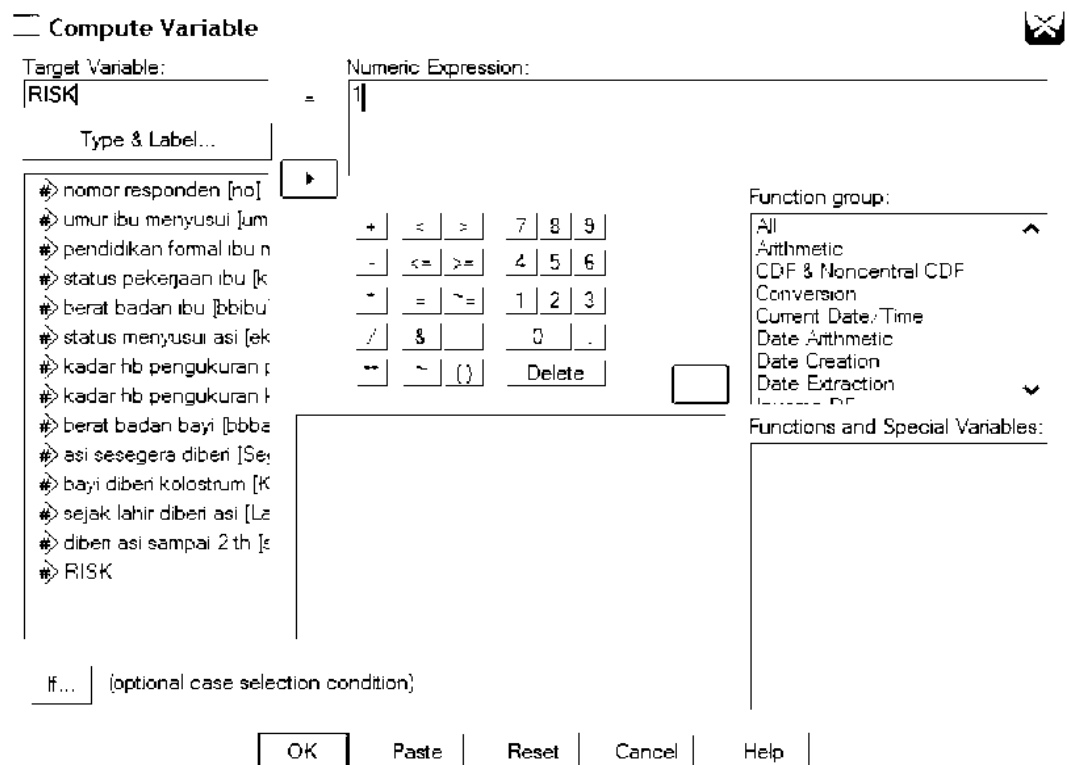 Compute Variable
Target Variable:
RISK
=
Numeric Expression:
1
Type & Label...
nomor responden [no]
umur ibu menyusui [um
pendidikan formal ibu m
status pekerjaan ibu [k
berat badan ibu [bbibu]
status menyusui asi [ek
kadar hb pengukuran p
kadar hb pengukuran k
berat badan bayi [bbba
asi sesegera diberi [Seg
bayi diberi kolostrum [K
sejak lahir diberi asi [La
diberi asi sampai 2 th [s
RISK
+ < > 7 8 9
- <= >= 4 5 6
* = ~= 1 2 3
/ & 0 .
** ~ () Delete
Function group:
All
Arithmetic
CDF & Noncentral CDF
Conversion
Current Date/Time
Date Arithmetic
Date Creation
Date Extraction
Inverse DF
Functions and Special Variables:
If... (optional case selection condition)
OK Paste Reset Cancel Help